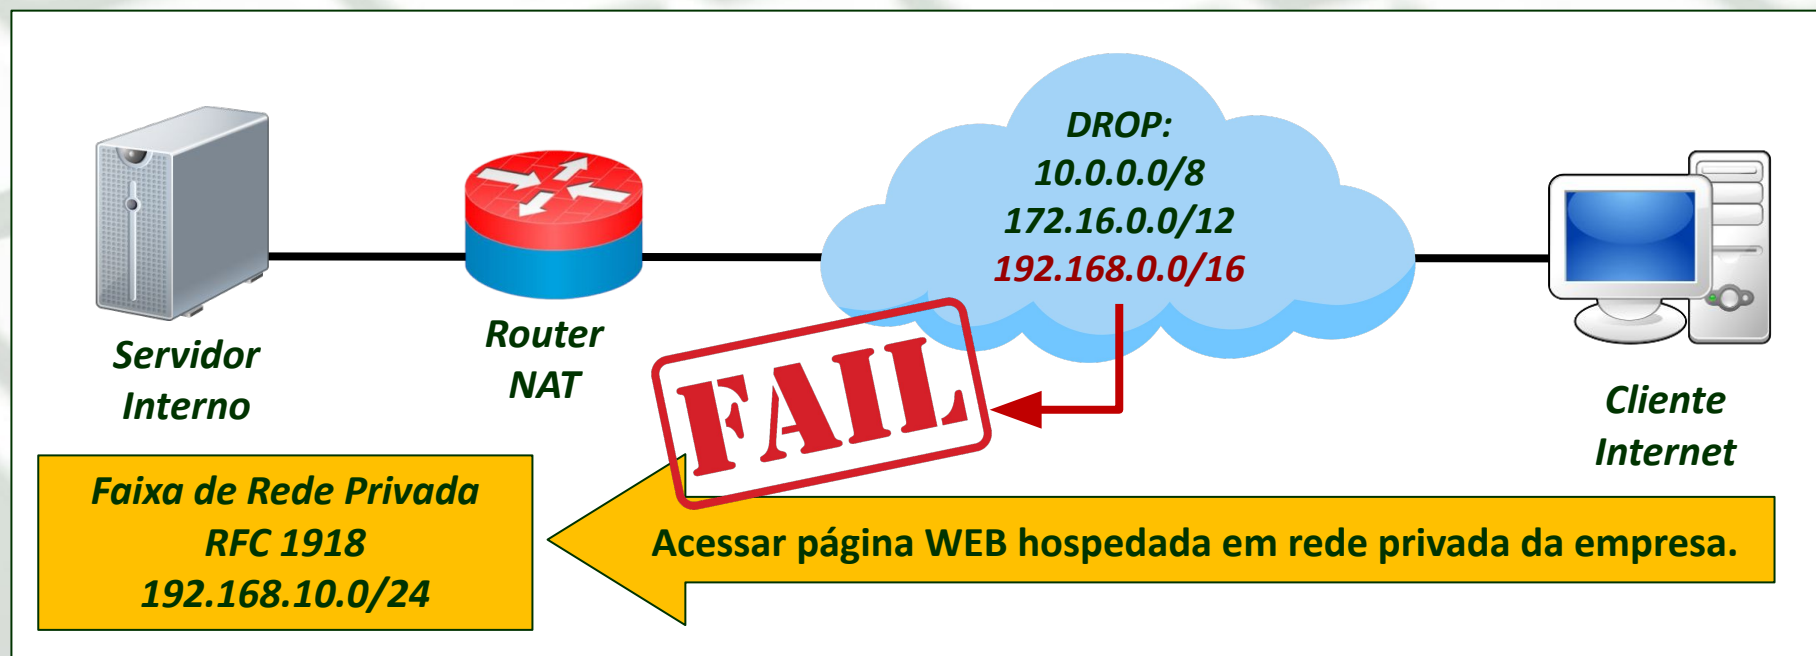 DROP:
10.0.0.0/8
172.16.0.0/12
192.168.0.0/16
Servidor
Interno
Router
NAT
FAIL
Cliente
Internet
Faixa de Rede Privada
RFC 1918
192.168.10.0/24
Acessar página WEB hospedada em rede privada da empresa.